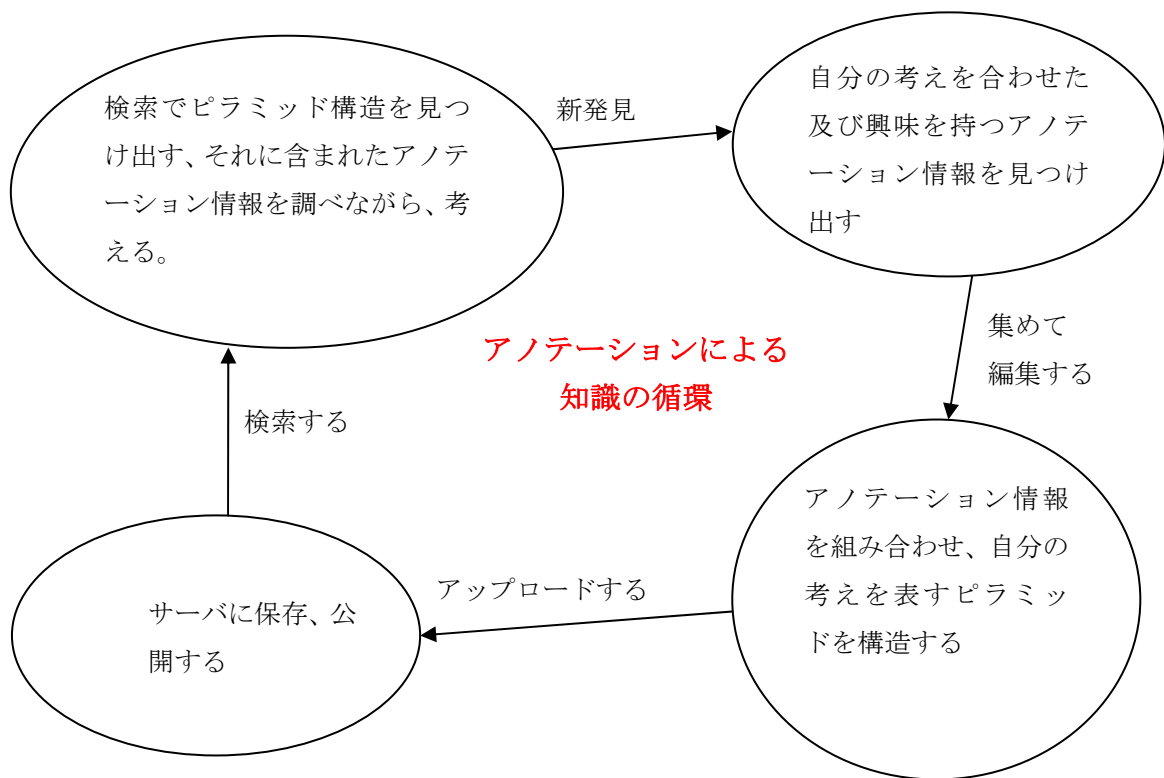 検索でピラミッド構造を見つ
け出す、それに含まれたアノテ
ーション情報を調べながら、考
える。
新発見
自分の考えを合わせた
及び興味を持つアノテ
ーション情報を見つけ
出す
集めて
編集する
アノテーションによる
知識の循環
検索する
アノテーション情報
を組み合わせ、自分の
考えを表すピラミッ
ドを構造する
アップロードする
サーバに保存、公
開する